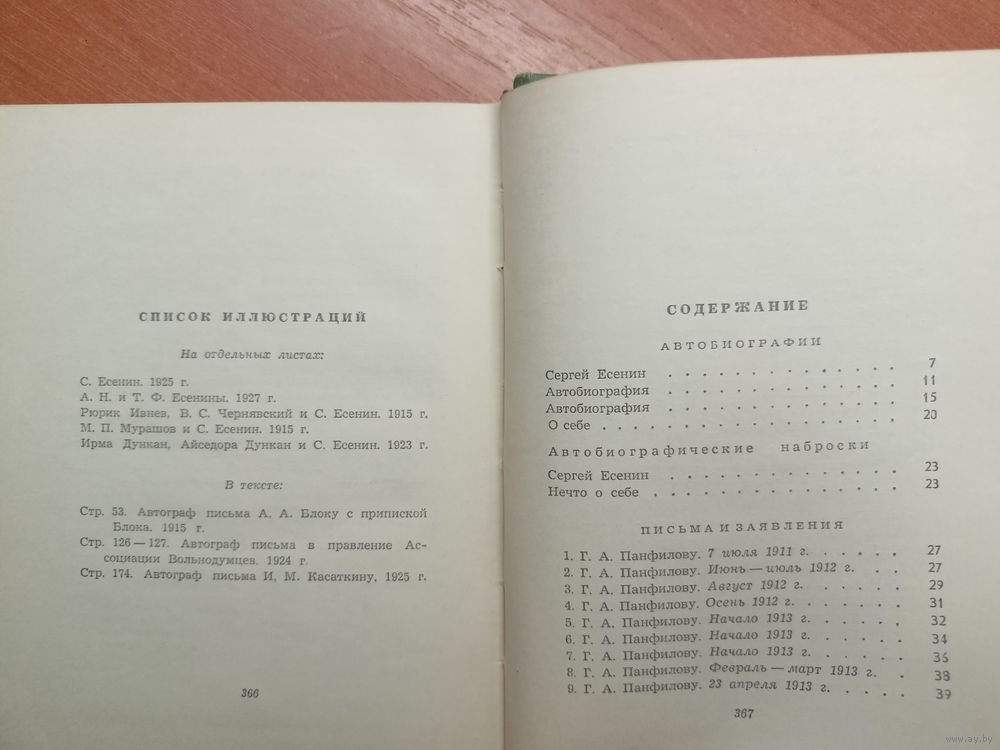 СПИСОК ИЛЛЮСТРАЦИЙ
На отдельных листах:
С. Есенин. 1925 г.
А. Н. и Т. Ф. Есенины. 1927 г.
Рюрик Ивнев, В. С. Чернявский и С. Есенин. 1915 г.
М. П. Мурашов и С. Есенин. 1915 г.
Ирма Дункан, Айседора Дункан и С. Есенин. 1923 г.
В тексте:
Стр. 53. Автограф письма А. А. Блоку с припиской
Блока. 1915 г.
Стр. 126—127. Автограф письма в правление Ас-
социации Вольнодумцев. 1924 г.
Стр. 174. Автограф письма И, М. Касаткину, 1925 г.
366
СОДЕРЖАНИЕ
АВТОБИОГРАФИИ
Сергей Есенин . . . . . . . . . . . . . . 7
Автобиография . . . . . . . . . . . . . . 11
Автобиография . . . . . . . . . . . . . . 15
О себе . . . . . . . . . . . . . . . . . . 20
Автобиографические наброски
Сергей Есенин . . . . . . . . . . . . . . 23
Нечто о себе . . . . . . . . . . . . . . . 23
ПИСЬМА И ЗАЯВЛЕНИЯ
1. Г. А. Панфилову. 7 июля 1911 г. . . . . . . 27
2. Г. А. Панфилову. Июнь — июль 1912 г. . . 27
3. Г. А. Панфилову. Август 1912 г. . . . . . . 29
4. Г. А. Панфилову. Осень 1912 г. . . . . . . 31
5. Г. А. Панфилову. Начало 1913 г. . . . . . . 32
6. Г. А. Панфилову. Начало 1913 г. . . . . . . 34
7. Г. А. Панфилову. Начало 1913 г. . . . . . . 36
8. Г. А. Панфилову. Февраль — март 1913 г. . 38
9. Г. А. Панфилову. 23 апреля 1913 г. . . . . 39
367
www.ay.by